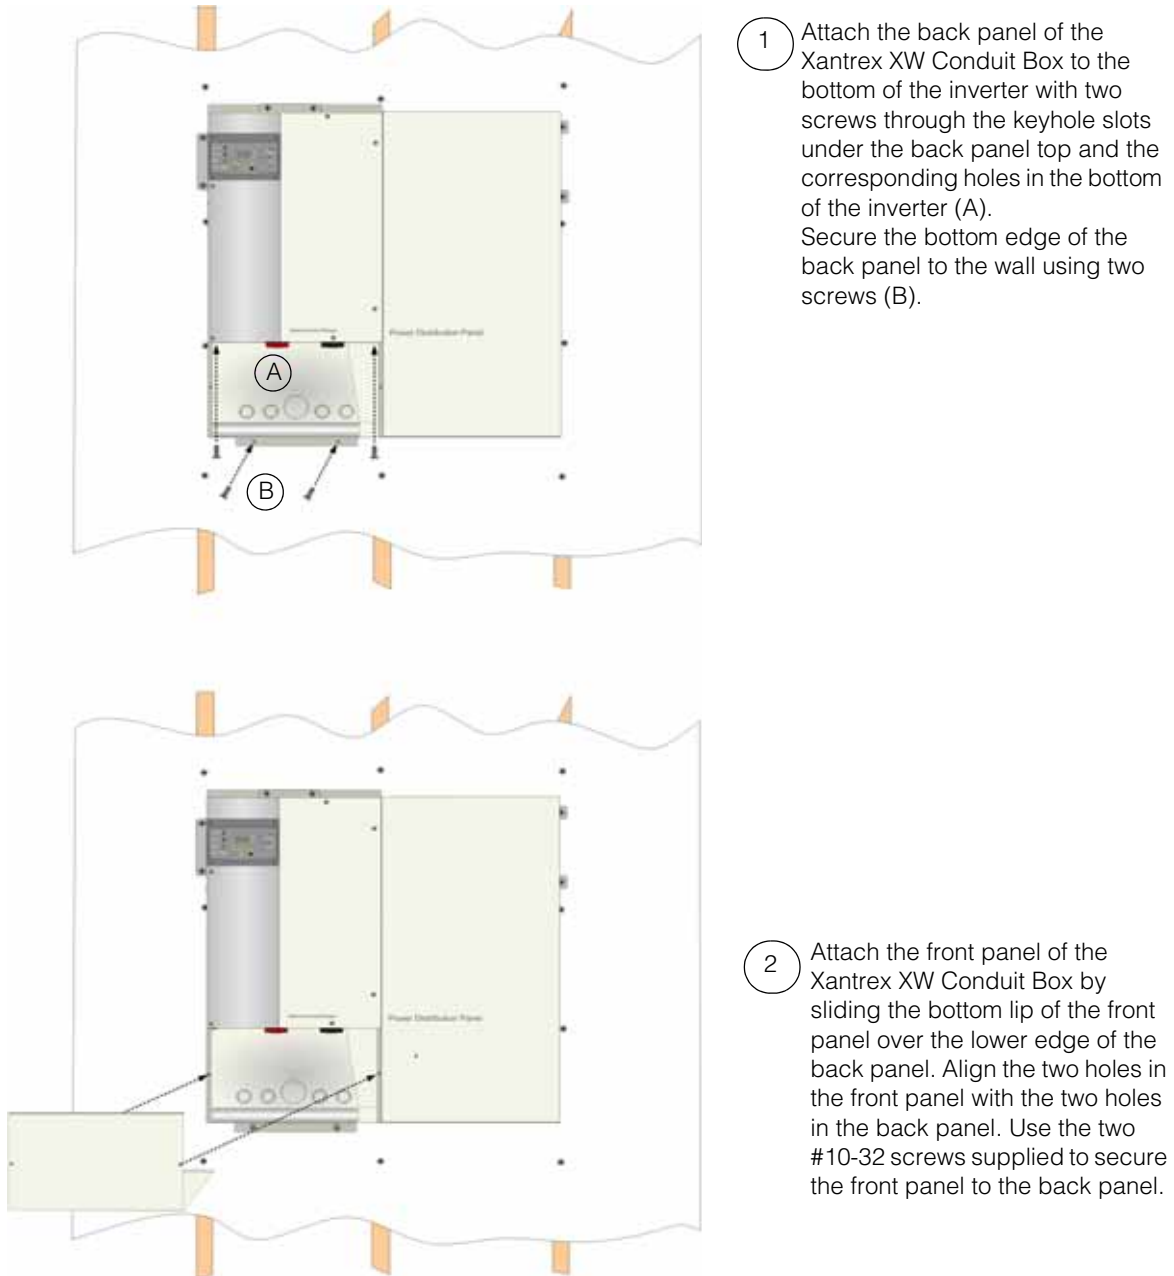 1
Attach the back panel of the
Xantrex XW Conduit Box to the
bottom of the inverter with two
screws through the keyhole slots
under the back panel top and the
corresponding holes in the bottom
of the inverter (A).
Secure the bottom edge of the
back panel to the wall using two
screws (B).
Power Distribution Panel
A
B
2
Attach the front panel of the
Xantrex XW Conduit Box by
sliding the bottom lip of the front
panel over the lower edge of the
back panel. Align the two holes in
the front panel with the two holes
in the back panel. Use the two
#10-32 screws supplied to secure
the front panel to the back panel.
Power Distribution Panel